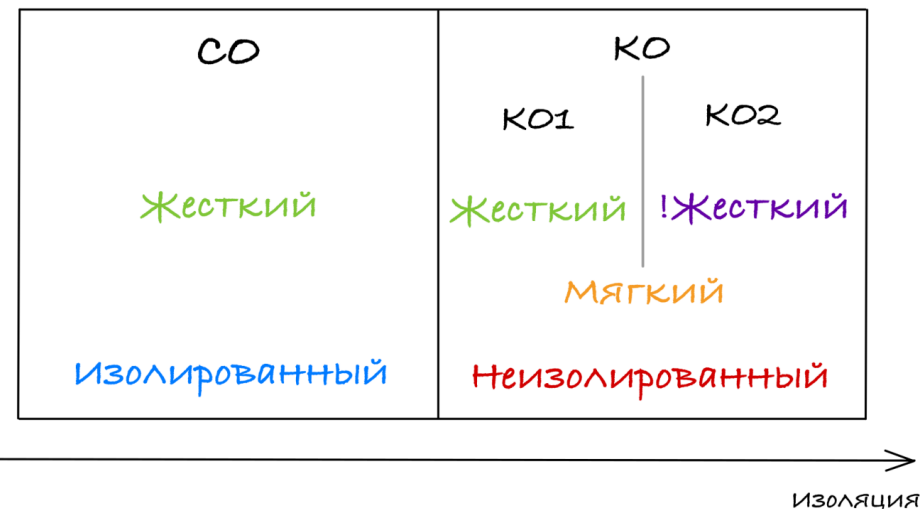 СО
КО
КО1
КО2
Жесткий
Жесткий
!Жесткий
Мягкий
Изолированный
Неизолированный
Изоляция